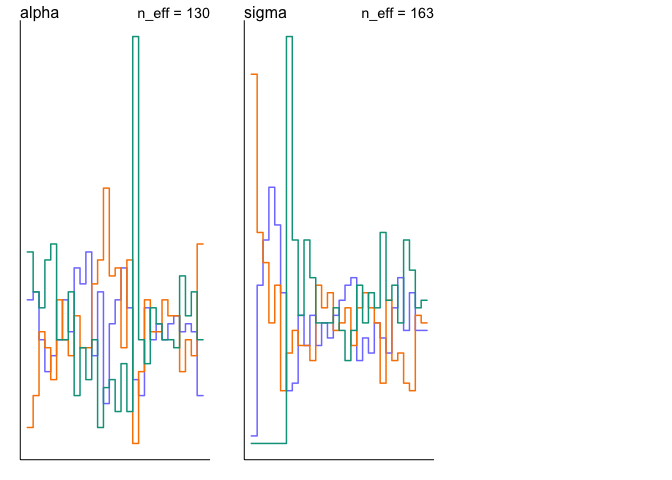 alpha n_eff = 130
sigma n_eff = 163